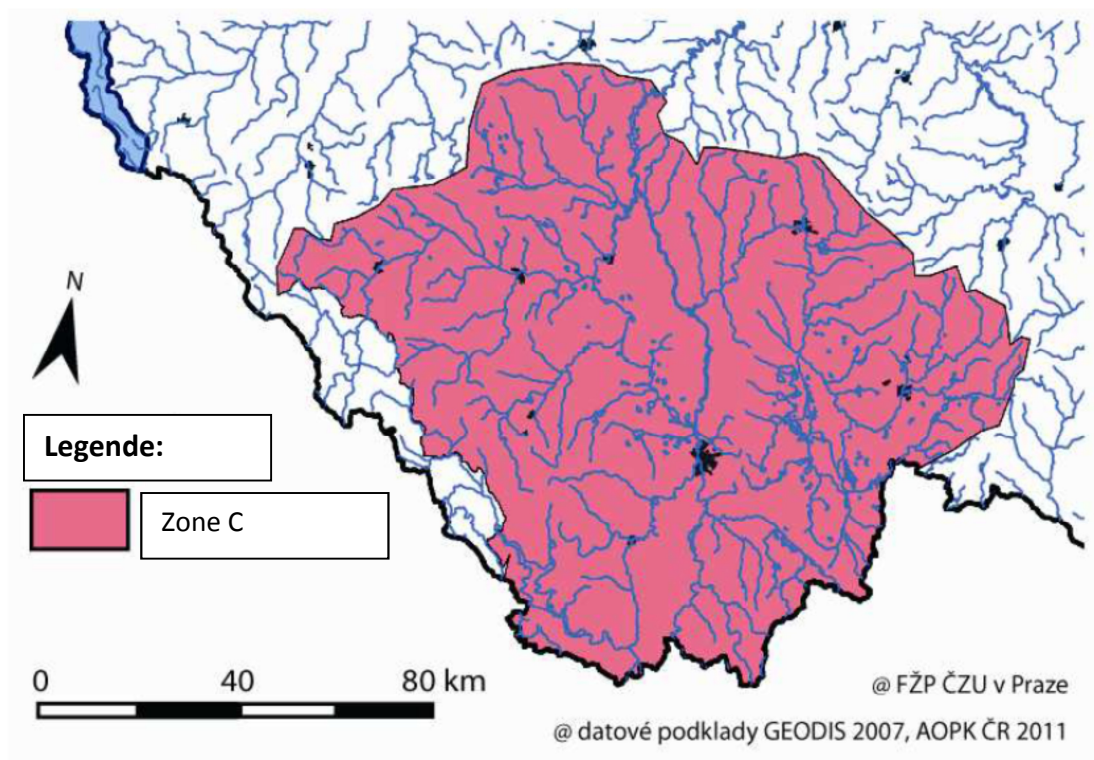 N
Legende:
Zone C
0 40 80 km
@ FŽP ČZU v Praze
@ datové podklady GEODIS 2007, AOPK ČR 2011